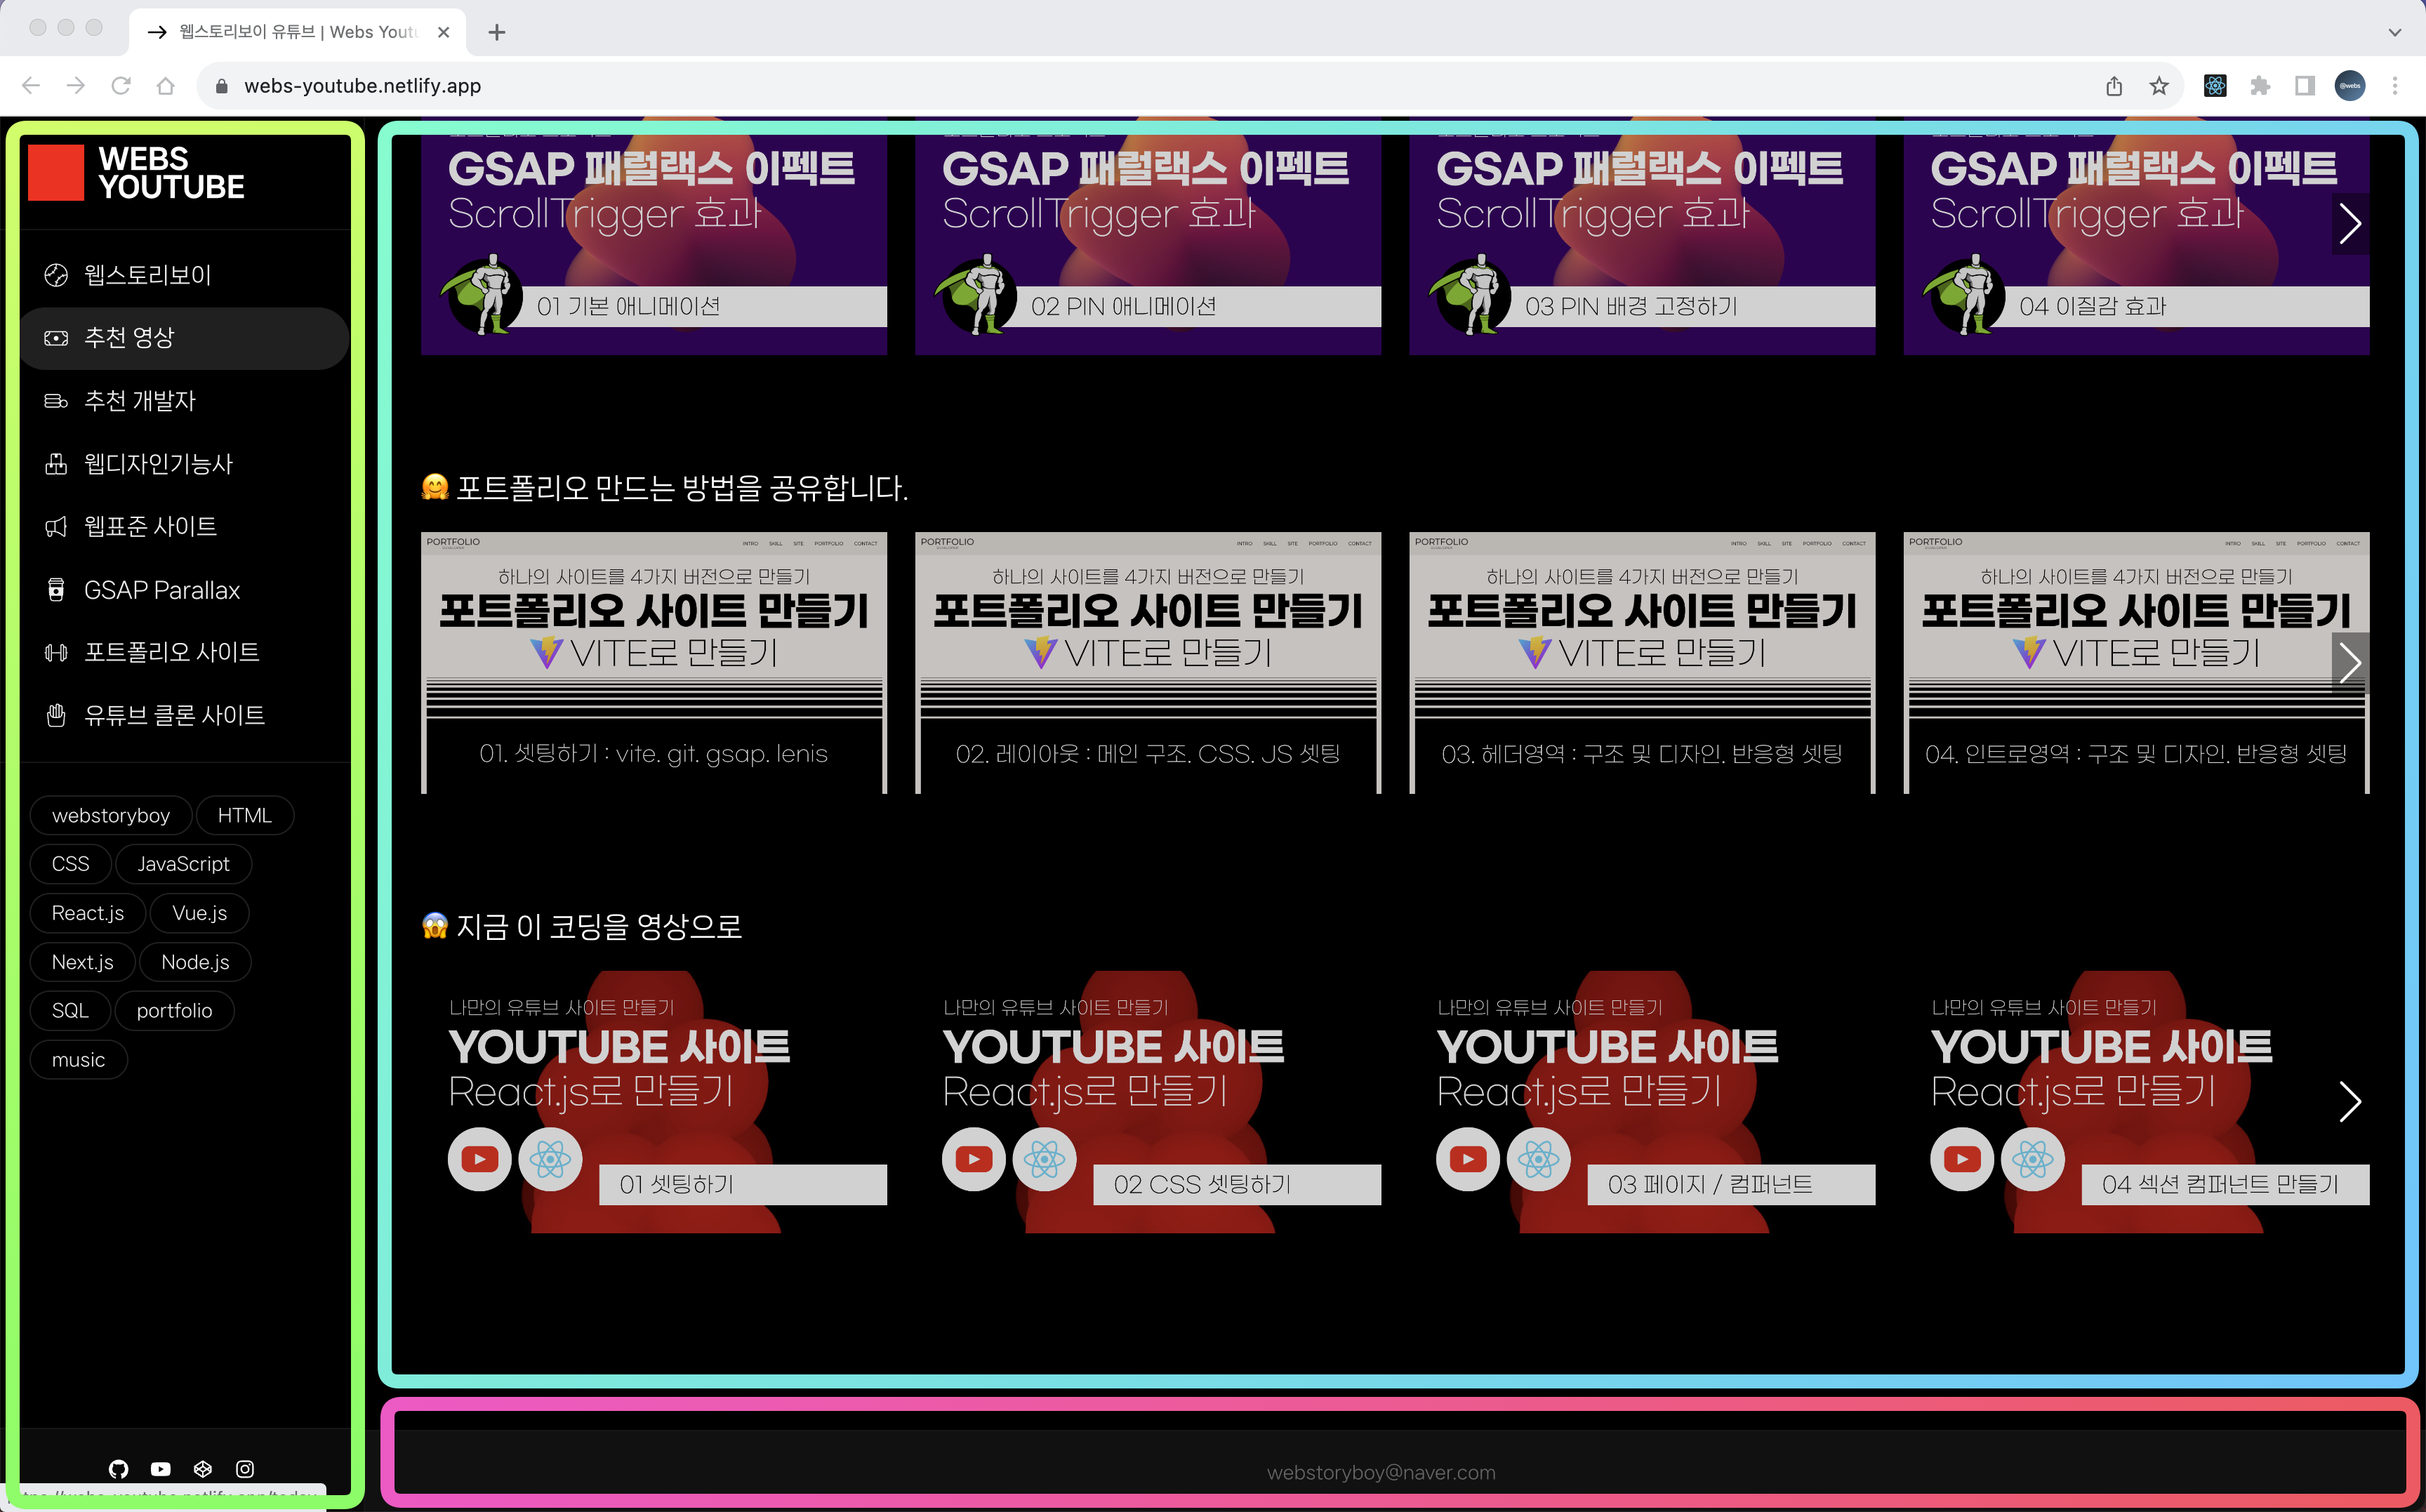 웹스토리보이 유튜브 | Webs Youtu
webs-youtube.netlify.app
@webs
WEBS
YOUTUBE
웹스토리보이
추천 영상
추천 개발자
웹디자인기능사
웹표준 사이트
GSAP Parallax
포트폴리오 사이트
유튜브 클론 사이트
webstoryboy HTML
CSS JavaScript
React.js Vue.js
Next.js Node.js
SQL portfolio
music
GSAP 패럴랙스 이펙트
ScrollTrigger 효과
01 기본 애니메이션
GSAP 패럴랙스 이펙트
ScrollTrigger 효과
02 PIN 애니메이션
GSAP 패럴랙스 이펙트
ScrollTrigger 효과
03 PIN 배경 고정하기
GSAP 패럴랙스 이펙트
ScrollTrigger 효과
04 이질감 효과
🤗 포트폴리오 만드는 방법을 공유합니다.
PORTFOLIO
INTRO SKILL SITE PORTFOLIO CONTACT
하나의 사이트를 4가지 버전으로 만들기
포트폴리오 사이트 만들기
VITE로 만들기
01. 셋팅하기 : vite. git. gsap. lenis
PORTFOLIO
INTRO SKILL SITE PORTFOLIO CONTACT
하나의 사이트를 4가지 버전으로 만들기
포트폴리오 사이트 만들기
VITE로 만들기
02. 레이아웃 : 메인 구조. CSS. JS 셋팅
PORTFOLIO
INTRO SKILL SITE PORTFOLIO CONTACT
하나의 사이트를 4가지 버전으로 만들기
포트폴리오 사이트 만들기
VITE로 만들기
03. 헤더영역 : 구조 및 디자인. 반응형 셋팅
PORTFOLIO
INTRO SKILL SITE PORTFOLIO CONTACT
하나의 사이트를 4가지 버전으로 만들기
포트폴리오 사이트 만들기
VITE로 만들기
04. 인트로영역 : 구조 및 디자인. 반응형 셋팅
😱 지금 이 코딩을 영상으로
나만의 유튜브 사이트 만들기
YOUTUBE 사이트
React.js로 만들기
01 셋팅하기
나만의 유튜브 사이트 만들기
YOUTUBE 사이트
React.js로 만들기
02 CSS 셋팅하기
나만의 유튜브 사이트 만들기
YOUTUBE 사이트
React.js로 만들기
03 페이지 / 컴퍼넌트
나만의 유튜브 사이트 만들기
YOUTUBE 사이트
React.js로 만들기
04 섹션 컴퍼넌트 만들기
webstoryboy@naver.com